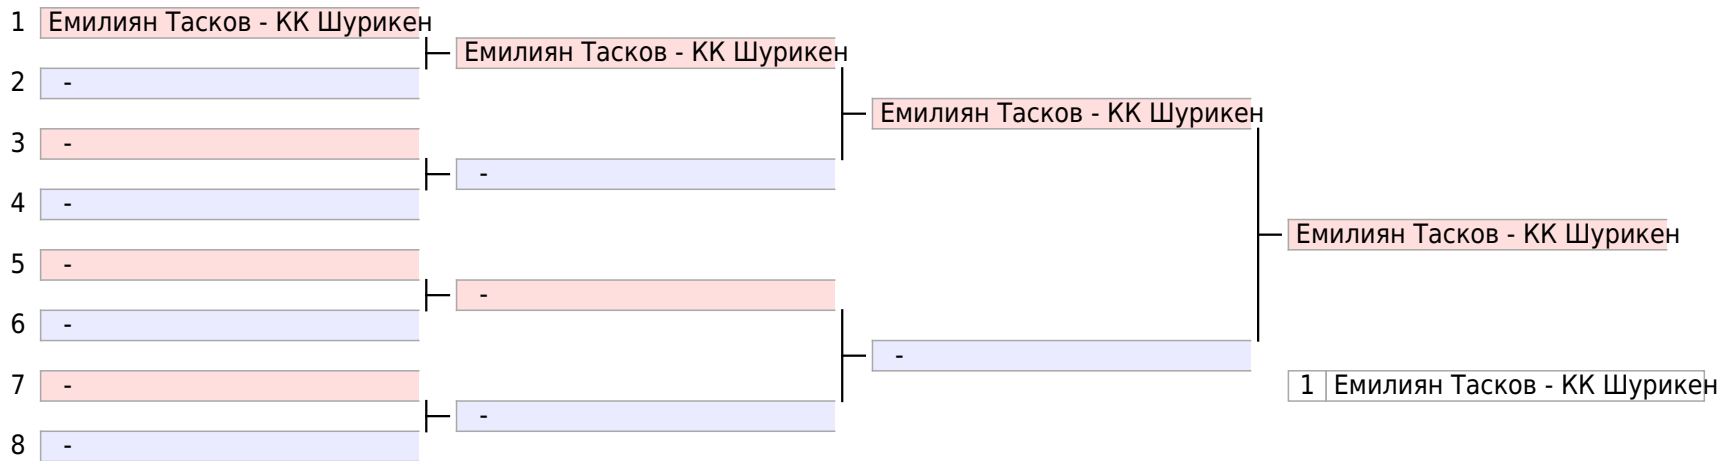 1 Емилиян Тасков - КК Шурикен
Емилиян Тасков - КК Шурикен
2 -
Емилиян Тасков - КК Шурикен
3 -
-
4 -
Емилиян Тасков - КК Шурикен
5 -
-
6 -
-
7 -
1 Емилиян Тасков - КК Шурикен
-
8 -